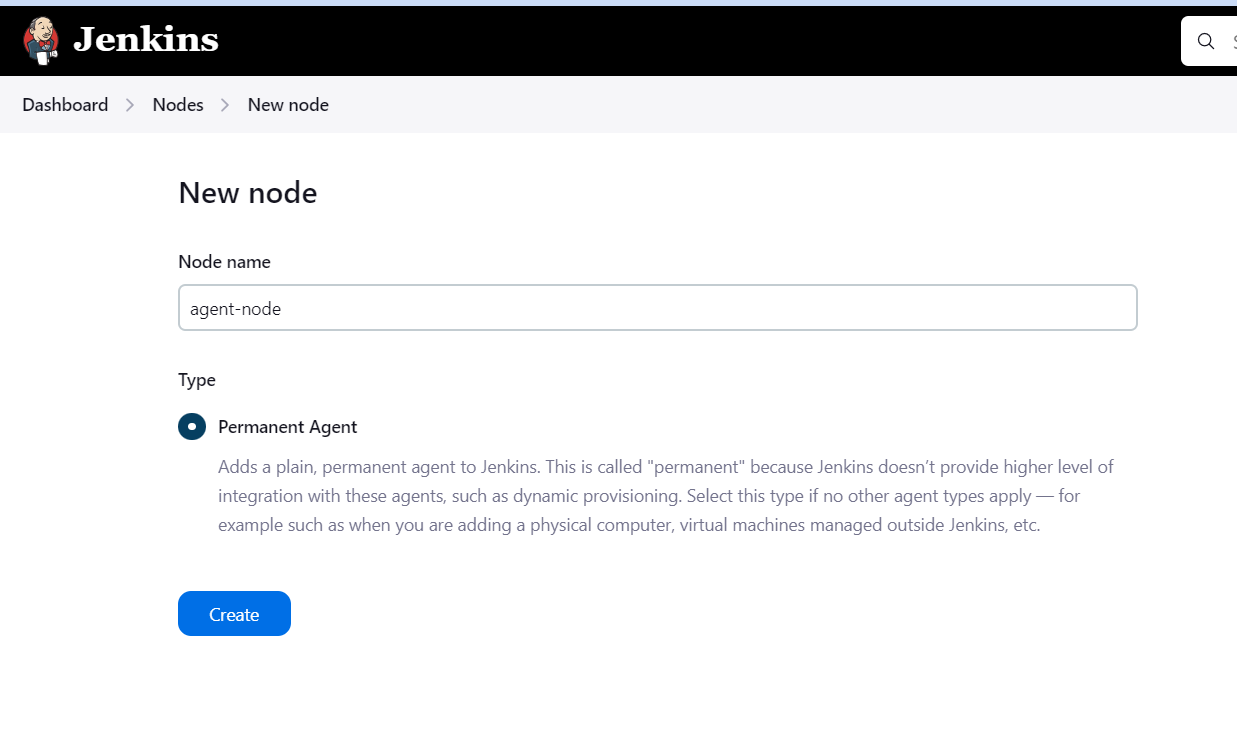 Jenkins
Dashboard > Nodes > New node
New node
Node name
agent-node
Type
Permanent Agent
Adds a plain, permanent agent to Jenkins. This is called "permanent" because Jenkins doesn’t provide higher level of
integration with these agents, such as dynamic provisioning. Select this type if no other agent types apply — for
example such as when you are adding a physical computer, virtual machines managed outside Jenkins, etc.
Create